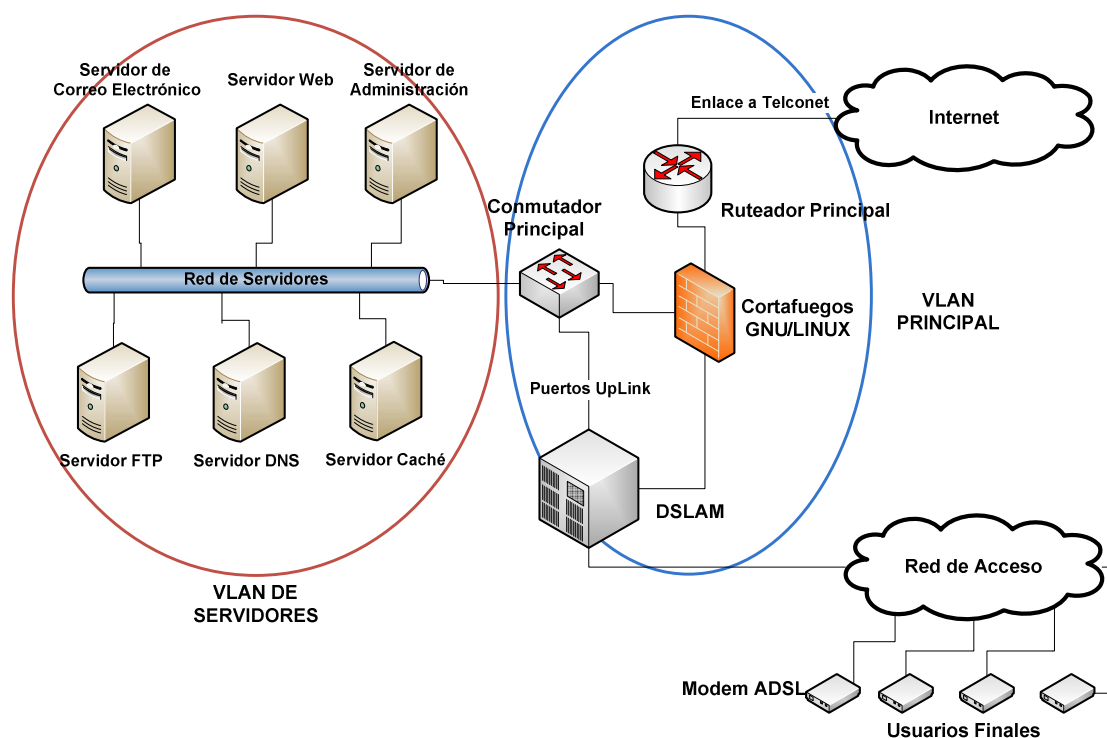 Servidor de
Correo Electrónico
Servidor Web
Servidor de
Administración
Enlace a Telconet
Internet
Conmutador
Principal
Ruteador Principal
Red de Servidores
Cortafuegos
GNU/LINUX
VLAN
PRINCIPAL
Puertos UpLink
Servidor FTP
Servidor DNS
Servidor Caché
DSLAM
Red de Acceso
VLAN DE
SERVIDORES
Modem ADSL
Usuarios Finales